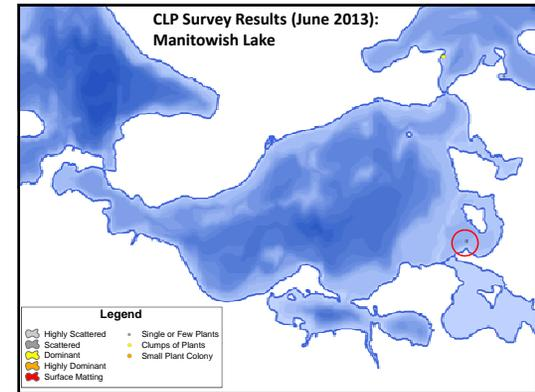 CLP Survey Results (June 2013):
Manitowish Lake
Legend
Highly Scattered
Scattered
Dominant
Highly Dominant
Surface Matting
Single or Few Plants
Clumps of Plants
Small Plant Colony